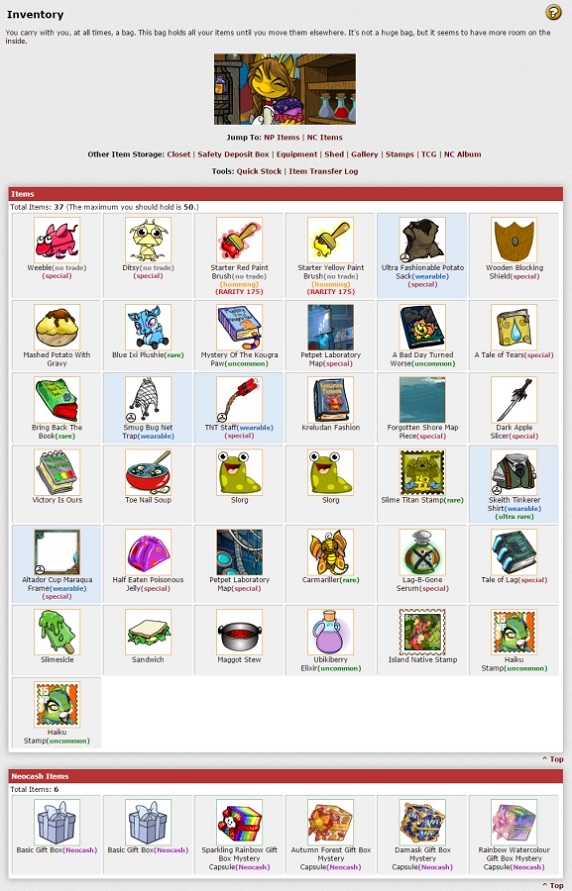 Inventory
You carry with you, at all times, a bag. This bag holds all your items until you move them elsewhere. It's not a huge bag, but it seems to have more room on the
inside.
Jump To: NP Items | NC Items
Other Item Storage: Closet | Safety Deposit Box | Equipment | Shed | Gallery | Stamps | TCG | NC Album
Tools: Quick Stock | Item Transfer Log
Items
Total Items: 37 (The maximum you should hold is 50.)
Weeble(no trade)
(special)
Ditsy(no trade)
(special)
Starter Red Paint
Brush(no trade)
(humming)
(RARITY 175)
Starter Yellow Paint
Brush(no trade)
(humming)
(RARITY 175)
Ultra Fashionable Potato
Sack(wearable)
(special)
Wooden Blocking
Shield(special)
Mashed Potato With
Gravy
Blue Ixi Plushie(rare)
Mystery Of The Kougra
Paw(uncommon)
Petpet Laboratory
Map(special)
A Bad Day Turned
Worse(uncommon)
A Tale of Tears(special)
Bring Back The
Book(rare)
Smug Bug Net
Trap(wearable)
TNT Staff(wearable)
(special)
Kreludan Fashion
Forgotten Shore Map
Piece(special)
Dark Apple
Slicer(special)
Victory Is Ours
Toe Nail Soup
Slorg
Slorg
Slime Titan Stamp(rare)
Skeith Tinkerer
Shirt(wearable)
(ultra rare)
Altador Cup Maraqua
Frame(wearable)
(special)
Half Eaten Poisonous
Jelly(special)
Petpet Laboratory
Map(special)
Carmariller(rare)
Lag-B-Gone
Serum(special)
Tale of Lag(special)
Slimesicle
Sandwich
Maggot Stew
Ubikiberry
Elixir(uncommon)
Island Native Stamp
Haiku
Stamp(uncommon)
Haiku
Stamp(uncommon)
^ Top
Neocash Items
Total Items: 6
Basic Gift Box(Neocash)
Basic Gift Box(Neocash)
Sparkling Rainbow Gift
Box Mystery
Capsule(Neocash)
Autumn Forest Gift Box
Mystery
Capsule(Neocash)
Damask Gift Box
Mystery
Capsule(Neocash)
Rainbow Watercolour
Gift Box Mystery
Capsule(Neocash)
^ Top